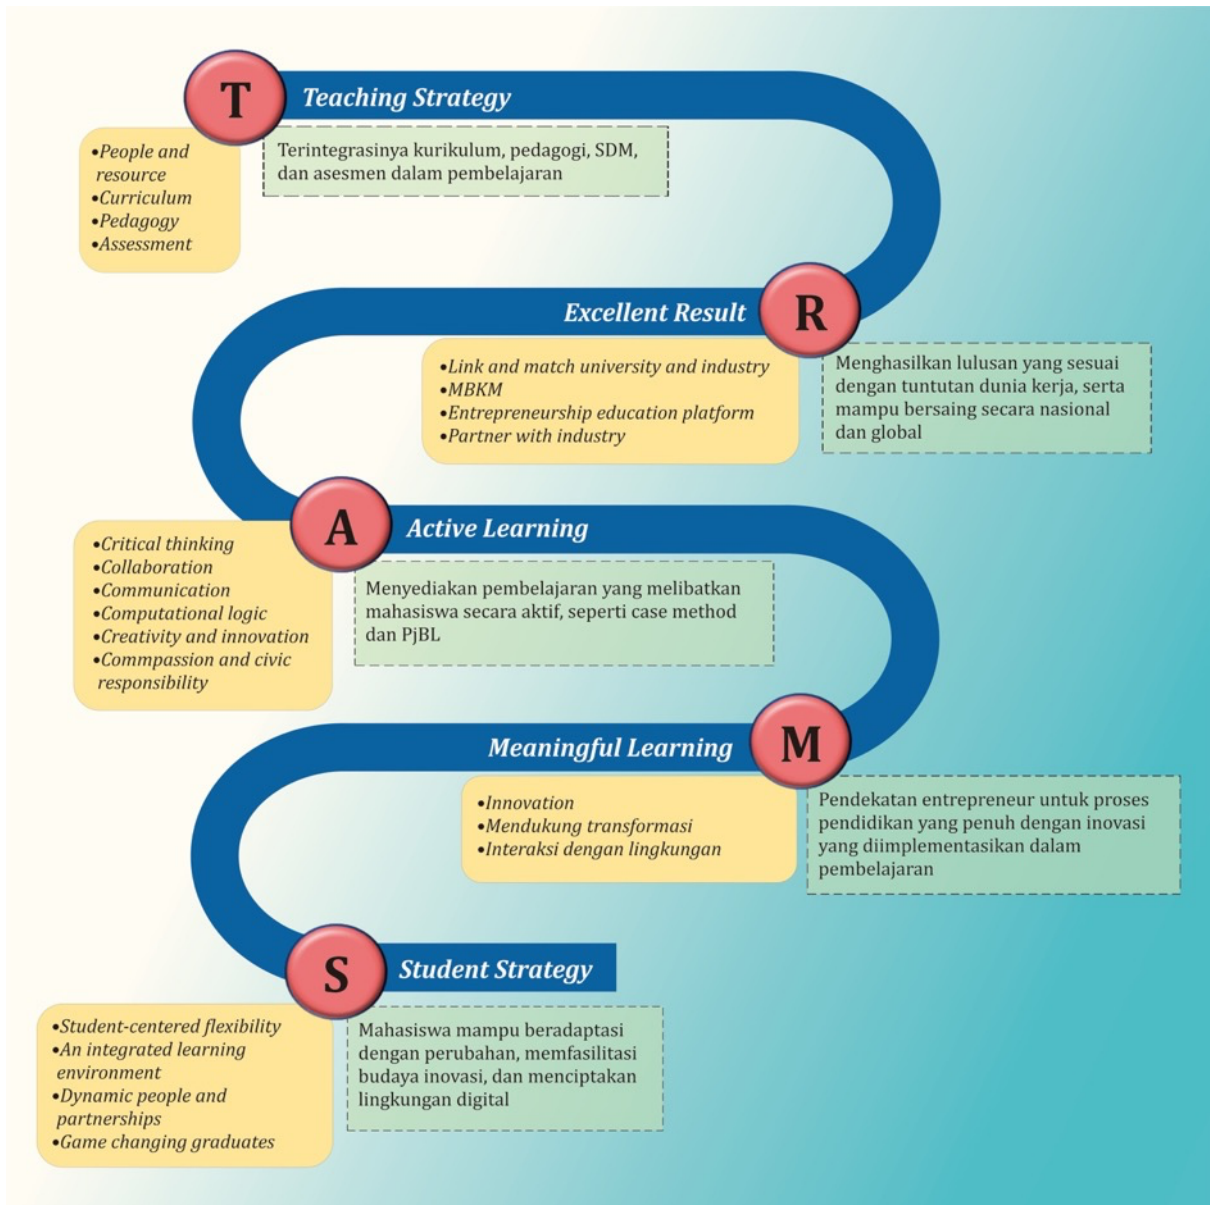 T
Teaching Strategy
•People and
resource
•Curriculum
•Pedagogy
•Assessment
Terintegrasinya kurikulum, pedagogi, SDM,
dan asesmen dalam pembelajaran
Excellent Result
R
•Link and match university and industry
•MBKM
•Entrepreneurship education platform
•Partner with industry
Menghasilkan lulusan yang sesuai
dengan tuntutan dunia kerja, serta
mampu bersaing secara nasional
dan global
A
Active Learning
•Critical thinking
•Collaboration
•Communication
•Computational logic
•Creativity and innovation
•Commpassion and civic
responsibility
Menyediakan pembelajaran yang melibatkan
mahasiswa secara aktif, seperti case method
dan PjBL
Meaningful Learning
M
•Innovation
•Mendukung transformasi
•Interaksi dengan lingkungan
Pendekatan entrepreneur untuk proses
pendidikan yang penuh dengan inovasi
yang diimplementasikan dalam
pembelajaran
S
Student Strategy
•Student-centered flexibility
•An integrated learning
environment
•Dynamic people and
partnerships
•Game changing graduates
Mahasiswa mampu beradaptasi
dengan perubahan, memfasilitasi
budaya inovasi, dan menciptakan
lingkungan digital